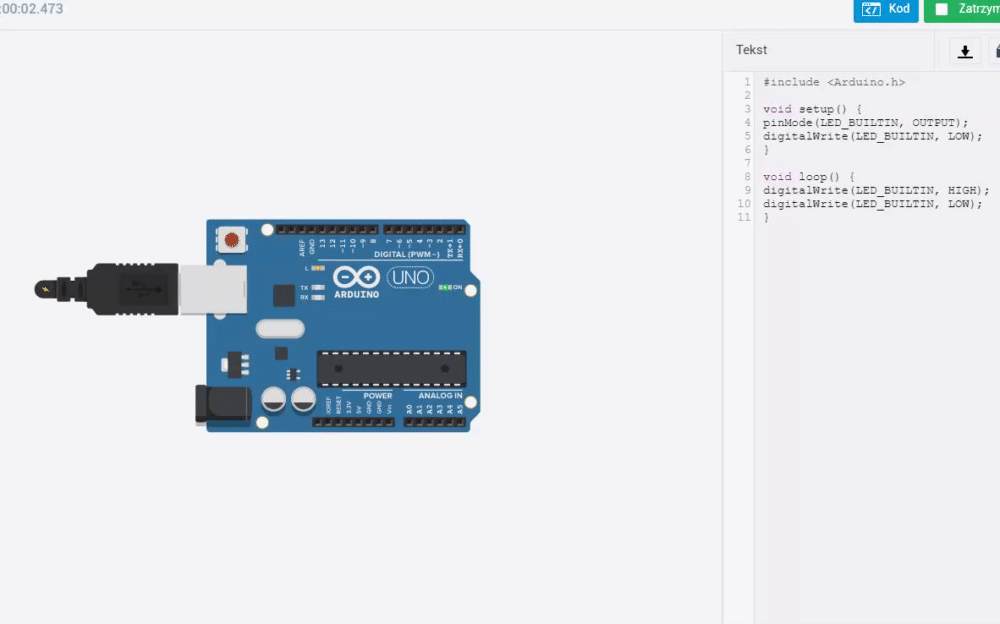 :00:02.473
Kod
Zatrzym
Tekst
1 #include <Arduino.h>
2
3 void setup() {
4 pinMode(LED_BUILTIN, OUTPUT);
5 digitalWrite(LED_BUILTIN, LOW);
6 }
7
8 void loop() {
9 digitalWrite(LED_BUILTIN, HIGH);
10 digitalWrite(LED_BUILTIN, LOW);
11 }
AREF
GND
13
12
~11
~10
~9
8
7
~6
~5
4
~3
2
TX→1
RX←0
DIGITAL (PWM~)
L
TX
RX
UNO
ARDUINO
ON
POWER
ANALOG IN
IOREF
RESET
3.3V
5V
GND
GND
Vin
A0
A1
A2
A3
A4
A5